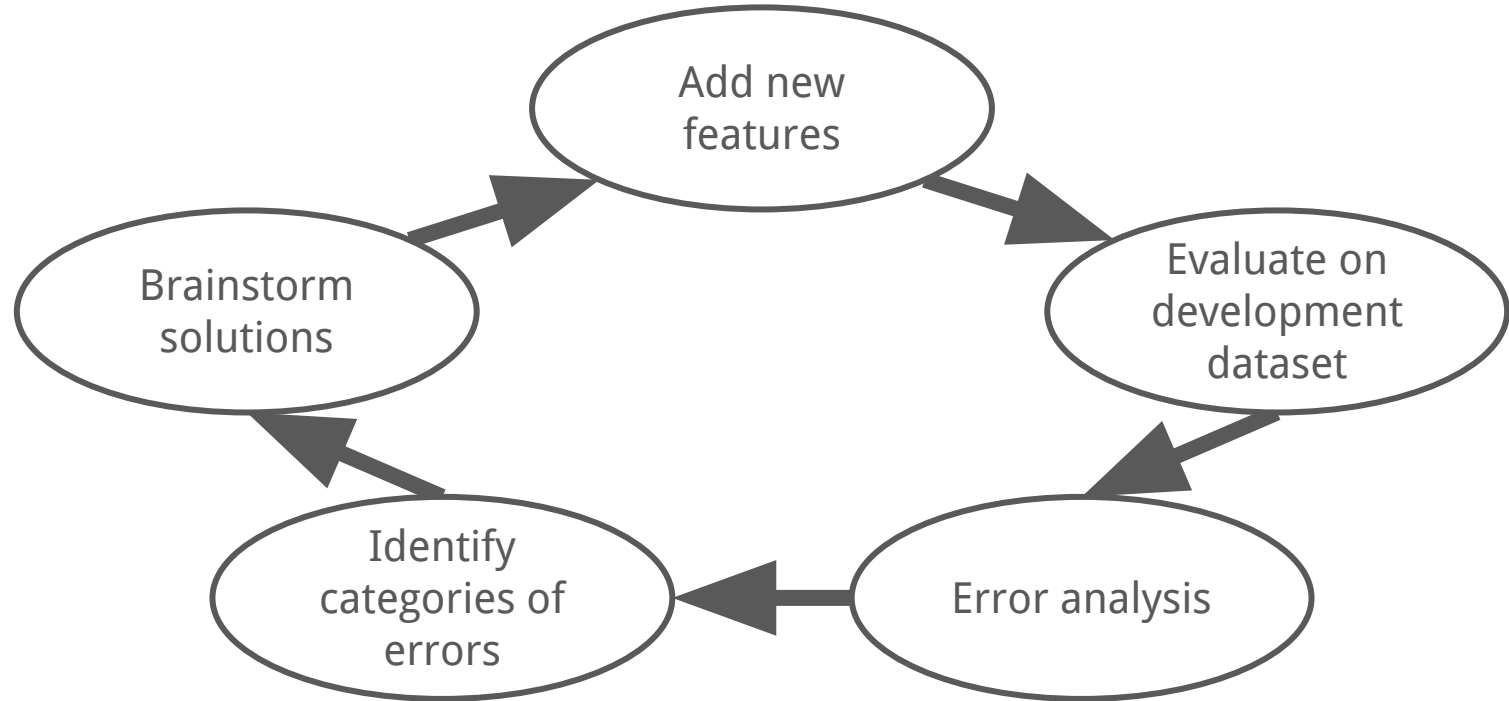 Add new
features
Evaluate on
development
dataset
Error analysis
Identify
categories of
errors
Brainstorm
solutions